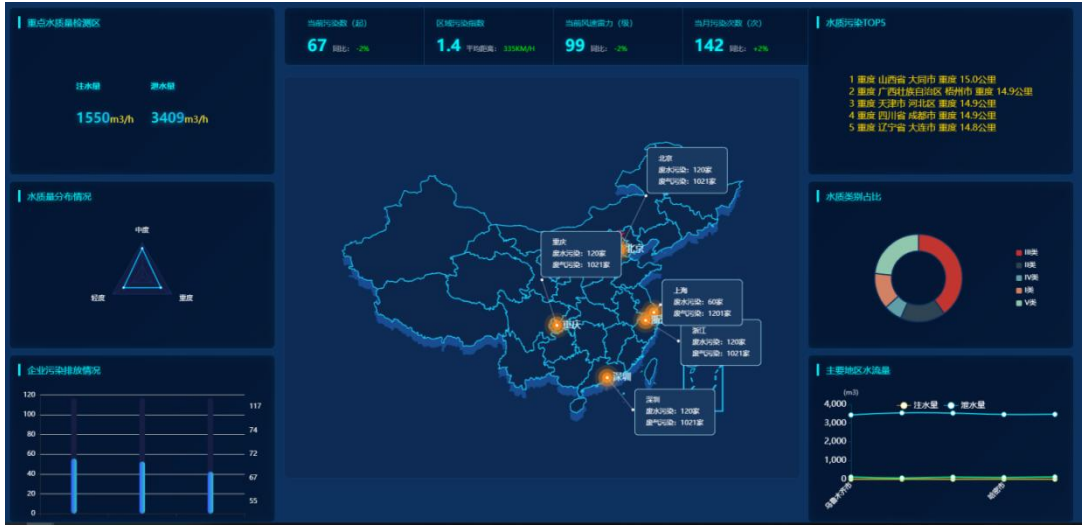 重点水质量检测区
注水量 泄水量
1550m3/h 3409m3/h
水质量分布情况
中度
轻度 重度
企业污染排放情况
120
100
80
60
40
20
0
117
74
72
67
55
当前污染数（起）
67 同比: -2%
区域污染指数
1.4 平均距离: 335KM/H
当前风速雷力（级）
99 同比: -2%
当月污染次数（次）
142 同比: +2%
北京
废水污染: 120家
废气污染: 1021家
北京
重庆
废水污染: 120家
废气污染: 1021家
重庆
上海
废水污染: 60家
废气污染: 1201家
浙江
废水污染: 120家
废气污染: 1021家
深圳
深圳
废水污染: 120家
废气污染: 1021家
水质污染TOP5
1 重度 山西省 大同市 重度 15.0公里
2 重度 广西壮族自治区 梧州市 重度 14.9公里
3 重度 天津市 河北区 重度 14.9公里
4 重度 四川省 成都市 重度 14.9公里
5 重度 辽宁省 大连市 重度 14.8公里
水质类别占比
III类
II类
IV类
I类
V类
主要地区水流量
(m3)
注水量 泄水量
4,000
3,000
2,000
1,000
0
乌鲁木齐市
哈密市